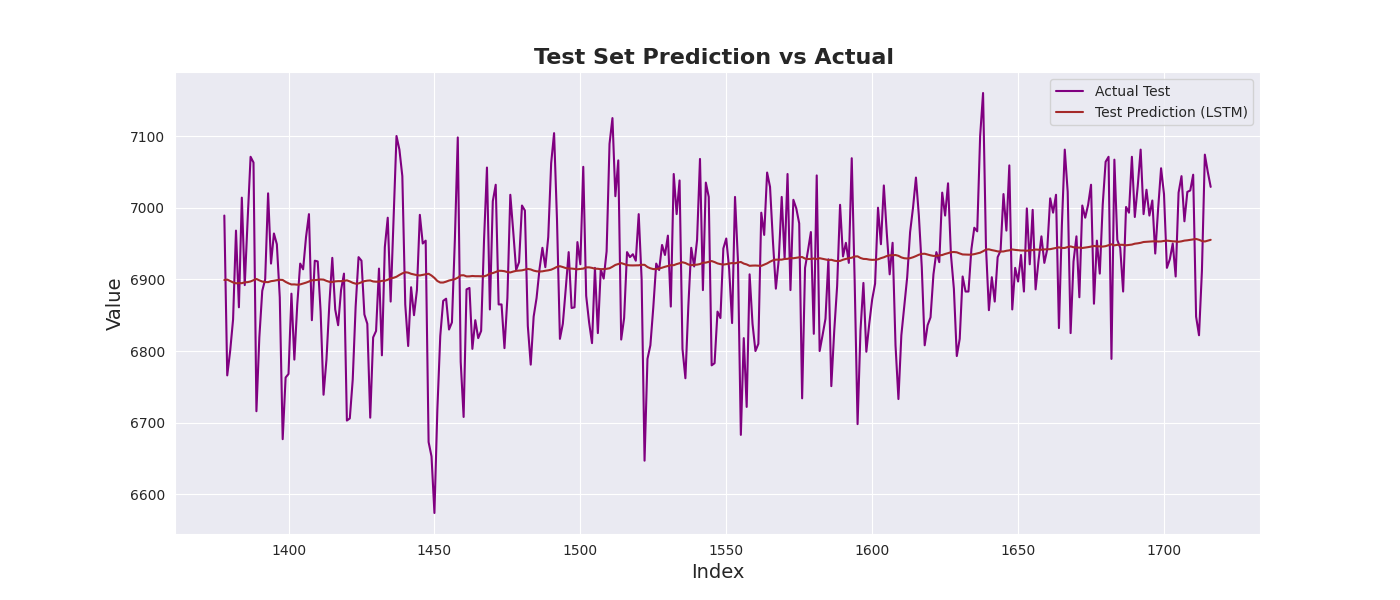 Test Set Prediction vs Actual
Actual Test
Test Prediction (LSTM)
Value
7100
7000
6900
6800
6700
6600
1400 1450 1500 1550 1600 1650 1700
Index